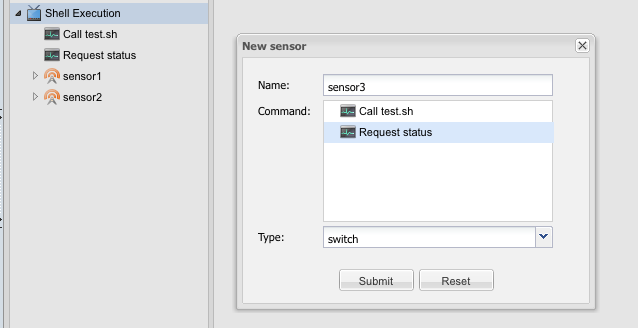 Shell Execution
Call test.sh
Request status
sensor1
sensor2
New sensor
Name:
sensor3
Command:
Call test.sh
Request status
Type:
switch
Submit
Reset